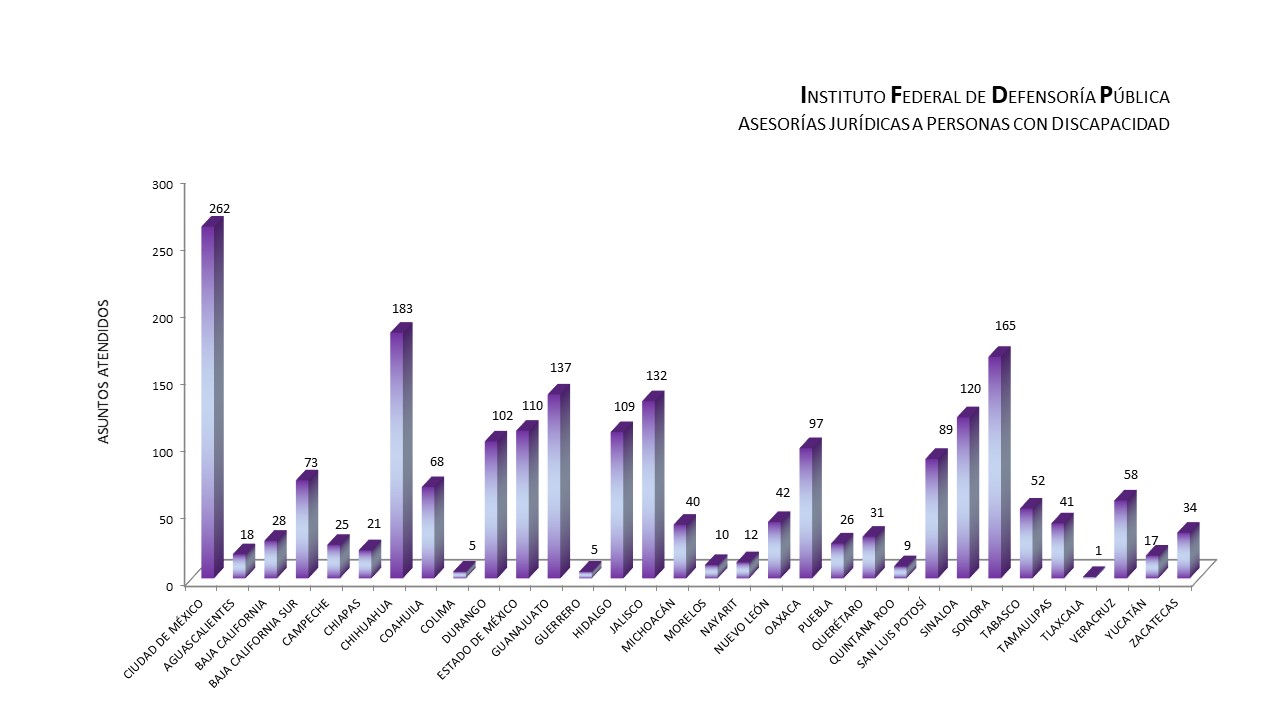 INSTITUTO FEDERAL DE DEFENSORÍA PÚBLICA
ASESORÍAS JURÍDICAS A PERSONAS CON DISCAPACIDAD
ASUNTOS ATENDIDOS
300
250
200
150
100
50
0
262
18
28
73
25
21
183
68
5
102
110
137
5
109
132
40
10
12
42
97
26
31
9
89
120
165
52
41
1
58
17
34
CIUDAD DE MÉXICO
AGUASCALIENTES
BAJA CALIFORNIA
BAJA CALIFORNIA SUR
CAMPECHE
CHIAPAS
CHIHUAHUA
COAHUILA
COLIMA
DURANGO
ESTADO DE MÉXICO
GUANAJUATO
GUERRERO
HIDALGO
JALISCO
MICHOACÁN
MORELOS
NAYARIT
NUEVO LEÓN
OAXACA
PUEBLA
QUERÉTARO
QUINTANA ROO
SAN LUIS POTOSÍ
SINALOA
SONORA
TABASCO
TAMAULIPAS
TLAXCALA
VERACRUZ
YUCATÁN
ZACATECAS